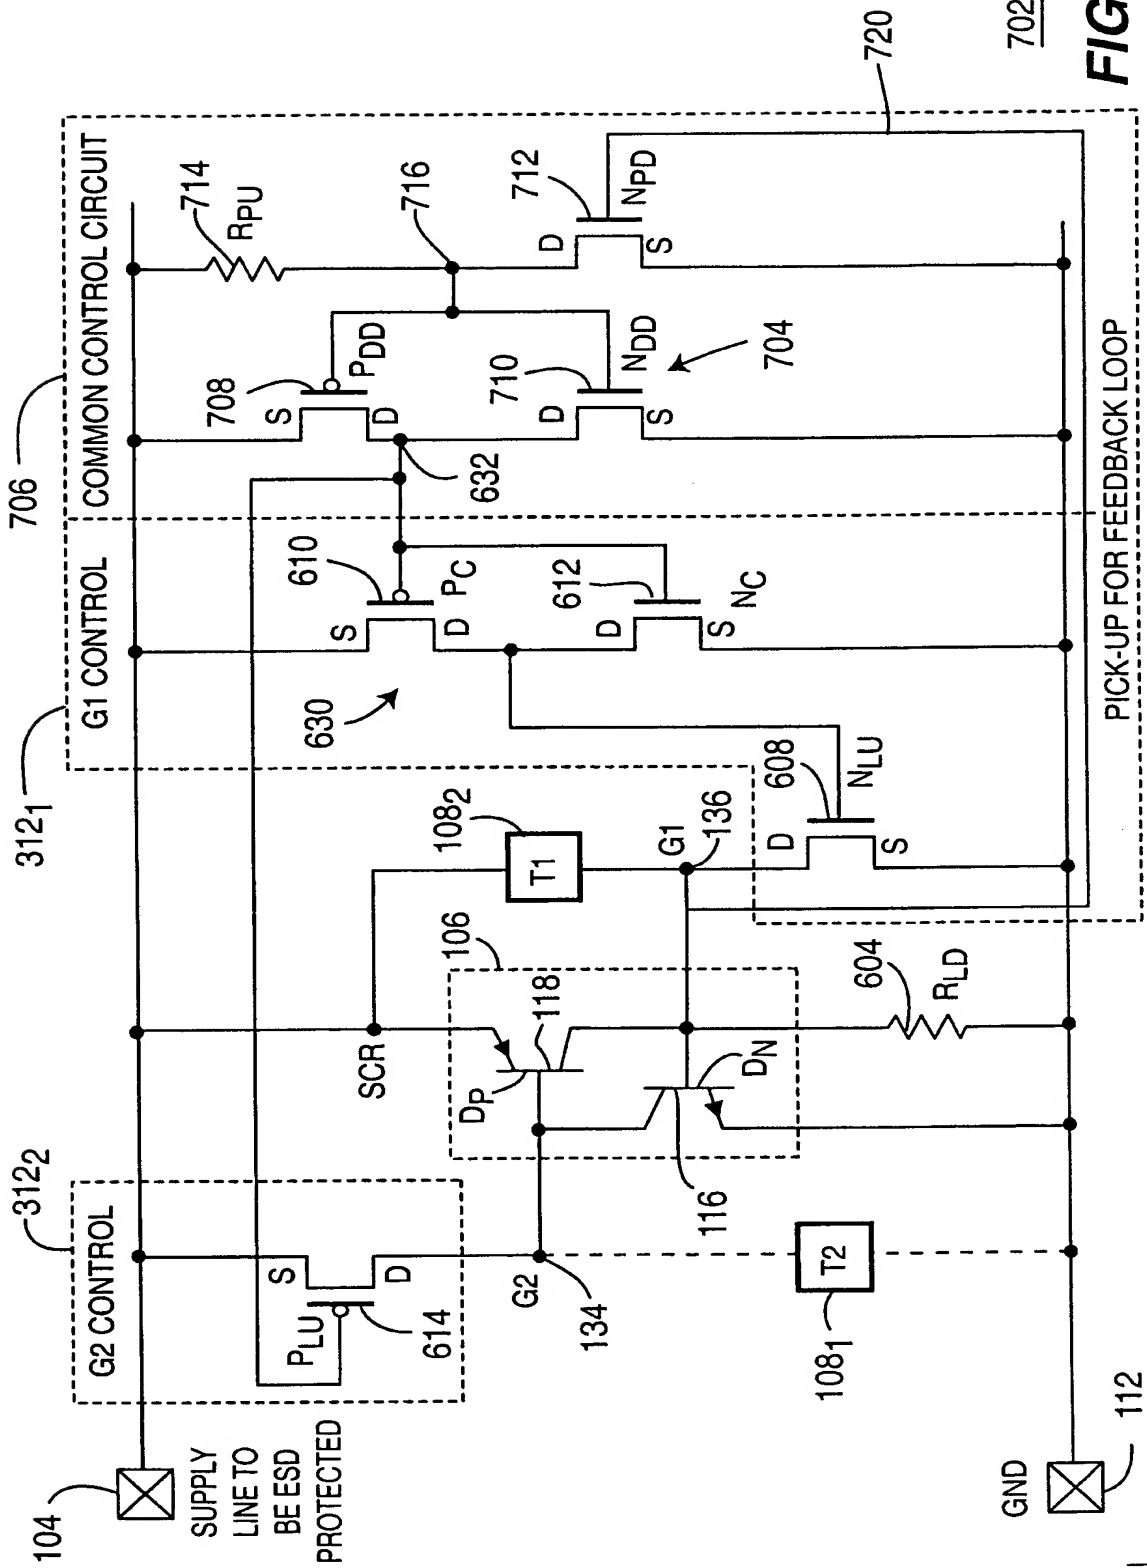 702
FIG
720
706
COMMON CONTROL CIRCUIT
714
RPU
716
712
D
NPD
S
708
S
PDD
D
632
710
D
NDD
S
704
3121
G1 CONTROL
610
S
PC
D
630
612
D
NC
S
PICK-UP FOR FEEDBACK LOOP
608
D
NLU
S
1082
T1
G1
136
SCR
106
118
DP
DN
116
604
RLD
3122
G2 CONTROL
S
PLU
D
614
G2
134
T2
1081
104
SUPPLY
LINE TO
BE ESD
PROTECTED
GND
112